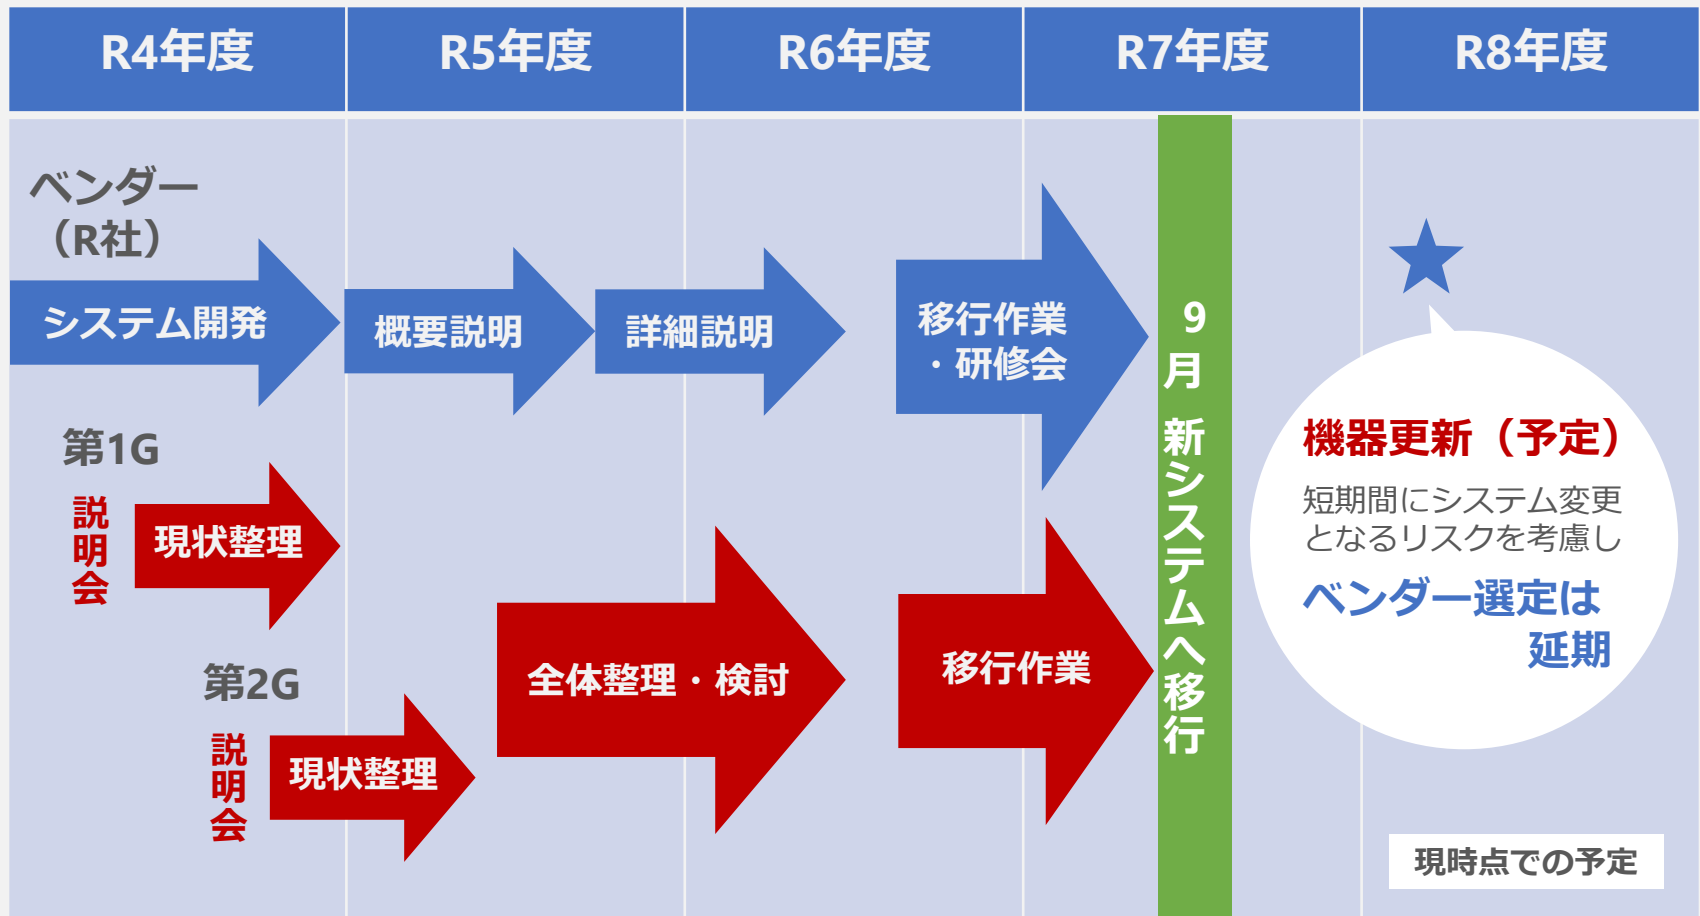 R4年度
R5年度
R6年度
R7年度
R8年度
ベンダー
（R社）
システム開発
概要説明
詳細説明
移行作業
・研修会
第1G
説明会
現状整理
第2G
説明会
現状整理
全体整理・検討
移行作業
9月 新システムへ移行
機器更新（予定）
短期間にシステム変更
となるリスクを考慮し
ベンダー選定は
延期
現時点での予定